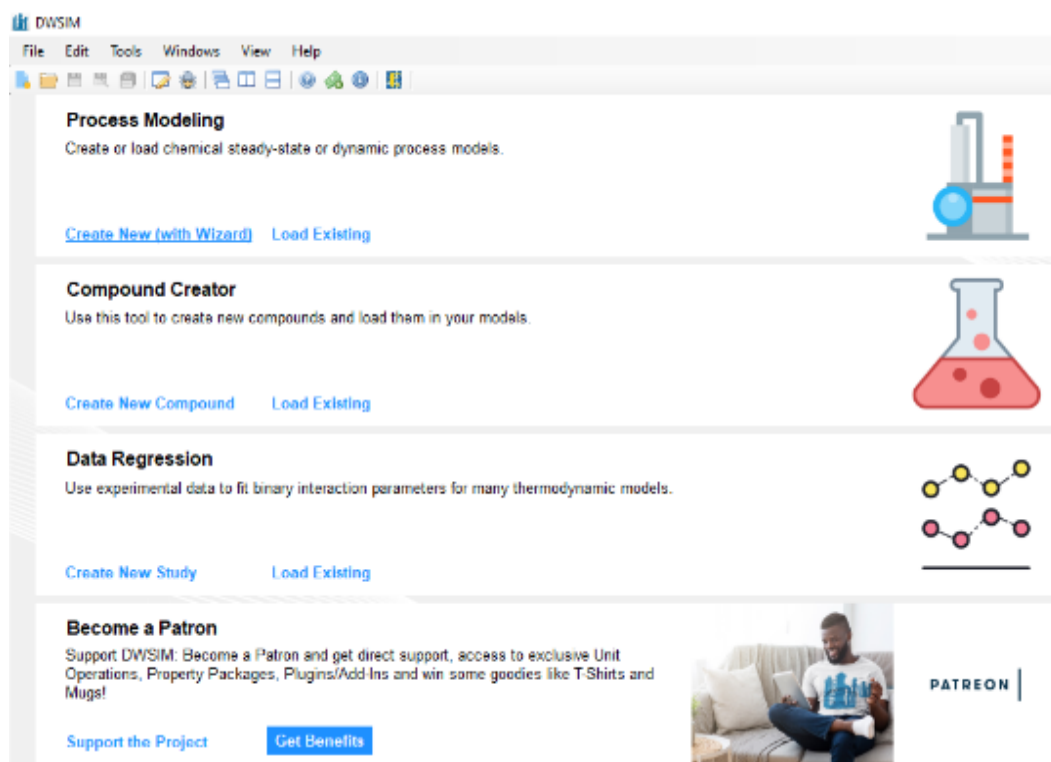 DWSIM
File Edit Tools Windows View Help
Process Modeling
Create or load chemical steady-state or dynamic process models.
Create New (with Wizard) Load Existing
Compound Creator
Use this tool to create new compounds and load them in your models.
Create New Compound Load Existing
Data Regression
Use experimental data to fit binary interaction parameters for many thermodynamic models.
Create New Study Load Existing
Become a Patron
Support DWSIM: Become a Patron and get direct support, access to exclusive Unit
Operations, Property Packages, Plugins/Add-Ins and win some goodies like T-Shirts and
Mugs!
PATREON
Support the Project Get Benefits